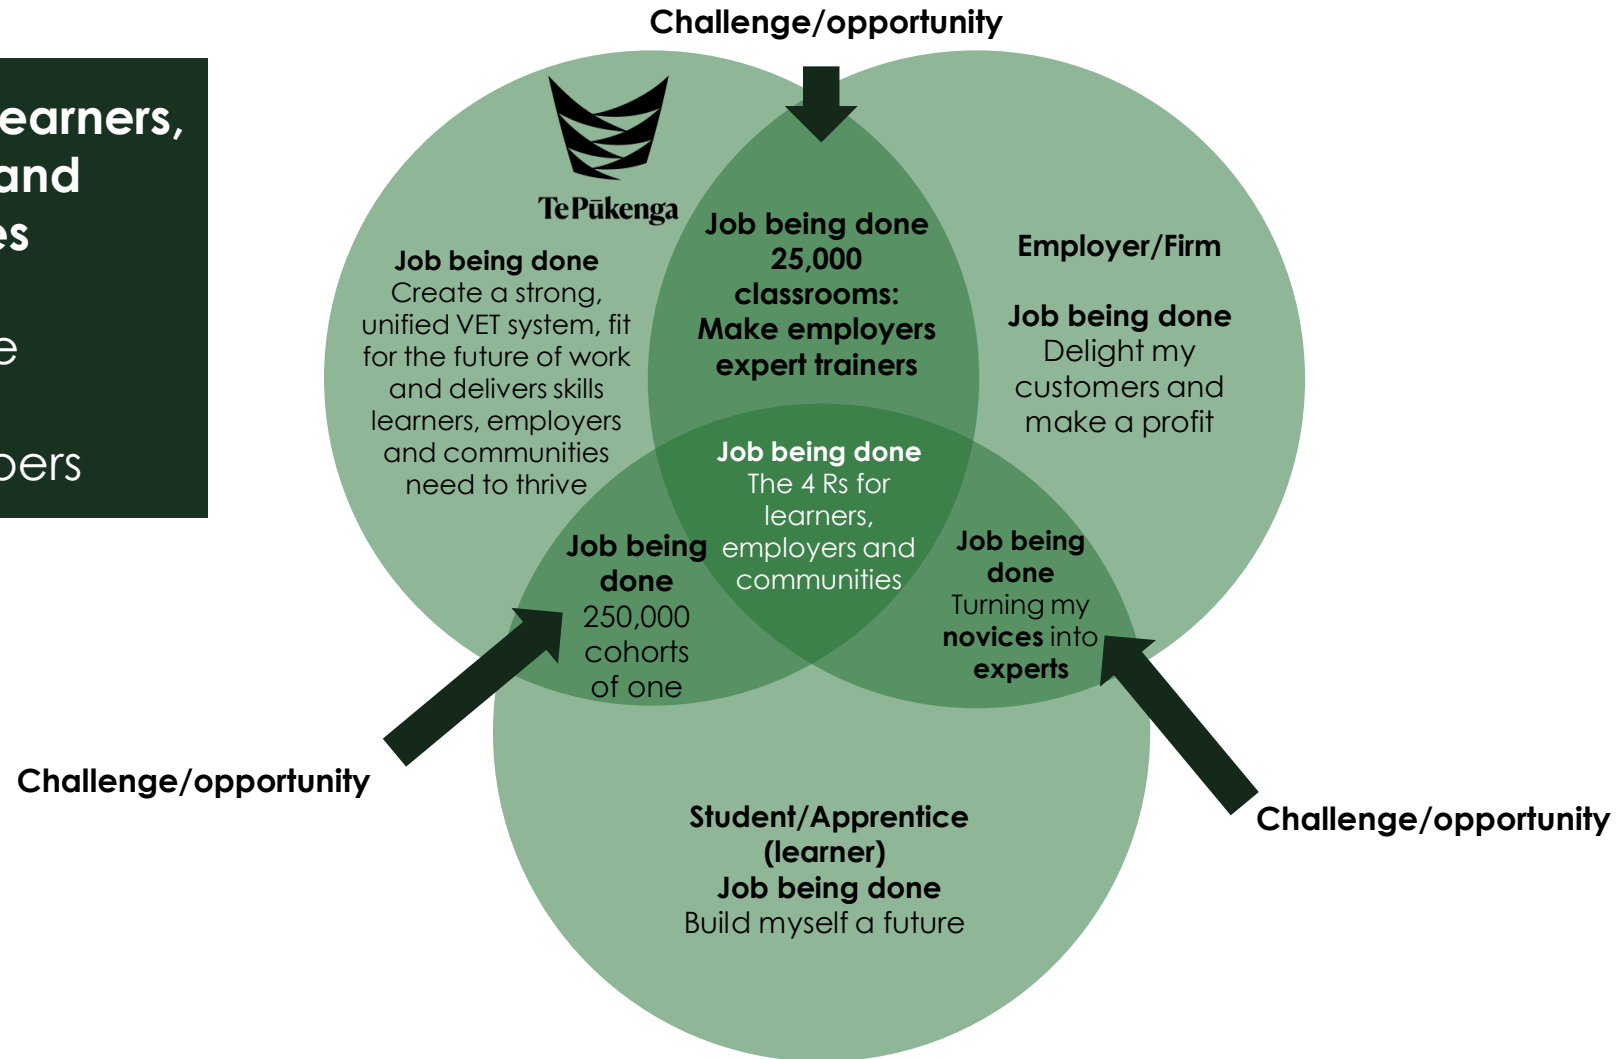 Challenge/opportunity
earners,
and
es
e
pers
TePūkenga
Job being done
Create a strong,
unified VET system, fit
for the future of work
and delivers skills
learners, employers
and communities
need to thrive
Job being done
25,000
classrooms:
Make employers
expert trainers
Employer/Firm
Job being done
Delight my
customers and
make a profit
Job being done
The 4 Rs for
learners,
employers and
communities
Job being
done
250,000
cohorts
of one
Job being
done
Turning my
novices into
experts
Challenge/opportunity
Challenge/opportunity
Student/Apprentice
(learner)
Job being done
Build myself a future